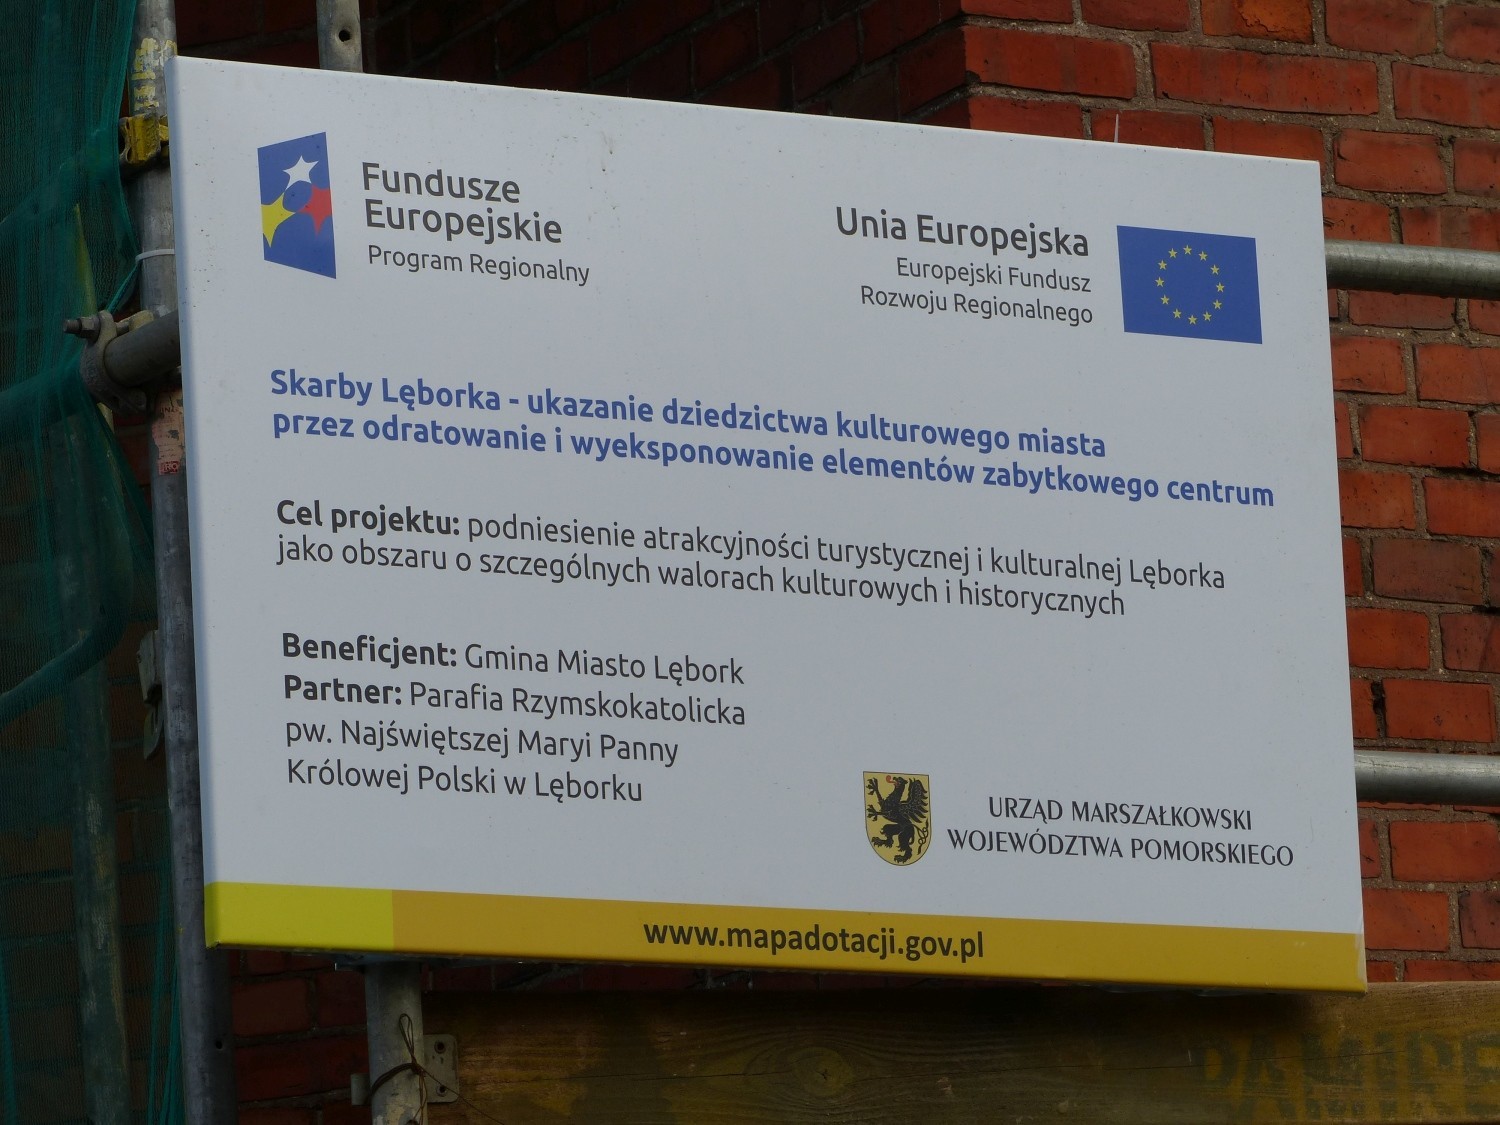 Fundusze
Europejskie
Program Regionalny
Unia Europejska
Europejski Fundusz
Rozwoju Regionalnego
Skarby Lęborka - ukazanie dziedzictwa kulturowego miasta
przez odratowanie i wyeksponowanie elementów zabytkowego centrum
Cel projektu: podniesienie atrakcyjności turystycznej i kulturalnej Lęborka
jako obszaru o szczególnych walorach kulturowych i historycznych
Beneficjent: Gmina Miasto Lębork
Partner: Parafia Rzymskokatolicka
pw. Najświętszej Maryi Panny
Królowej Polski w Lęborku
URZĄD MARSZAŁKOWSKI
WOJEWÓDZTWA POMORSKIEGO
www.mapadotacji.gov.pl